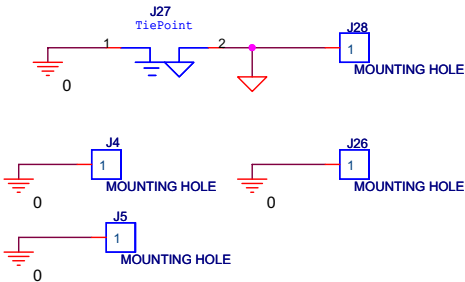 J27
TiePoint
J28
1
2
1
MOUNTING HOLE
0
J4
J26
1
1
MOUNTING HOLE
MOUNTING HOLE
0
0
J5
1
MOUNTING HOLE
0